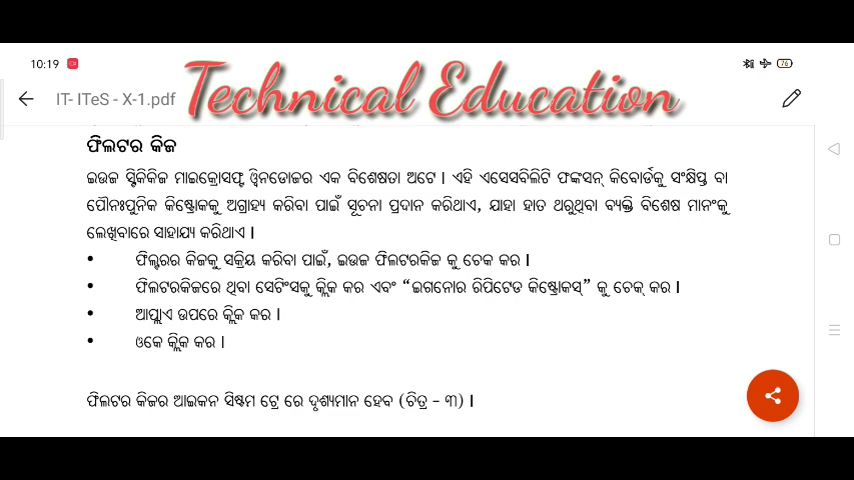 10:19
76
IT- ITeS - X-1.pdf
Technical Education
ଫିଲଟର କିଜ
ଇଉଜ ସ୍ଟିକିକିଜ ମାଇକ୍ରୋସଫ୍ଟ ୱିନଡୋଜର ଏକ ବିଶେଷତା ଅଟେ । ଏହି ଏସେସବିଲିଟି ଫଙ୍କସନ୍ କିବୋର୍ଡକୁ ସଂକ୍ଷିପ୍ତ ବା
ପୌନଃପୁନିକ କିଷ୍ଟ୍ରୋକକୁ ଅଗ୍ରାହ୍ୟ କରିବା ପାଇଁ ସୂଚନା ପ୍ରଦାନ କରିଥାଏ, ଯାହା ହାତ ଥରୁଥିବା ବ୍ୟକ୍ତି ବିଶେଷ ମାନଂକୁ
ଲେଖିବାରେ ସାହାଯ୍ୟ କରିଥାଏ ।
• ଫିଲ୍ଟରର କିଜକୁ ସକ୍ରିୟ କରିବା ପାଇଁ, ଇଉଜ ଫିଲଟରକିଜ କୁ ଚେକ କର ।
• ଫିଲଟରକିଜରେ ଥିବା ସେଟିଂସକୁ କ୍ଲିକ କର ଏବଂ “ଇଗନୋର ରିପିଟେଡ କିଷ୍ଟ୍ରୋକସ୍” କୁ ଚେକ୍ କର ।
• ଆପ୍ଲାଏ ଉପରେ କ୍ଲିକ କର ।
• ଓକେ କ୍ଲିକ କର ।
ଫିଲଟର କିଜର ଆଇକନ ସିଷ୍ଟମ ଟ୍ରେ ରେ ଦୃଶ୍ୟମାନ ହେବ (ଚିତ୍ର - ୩) ।